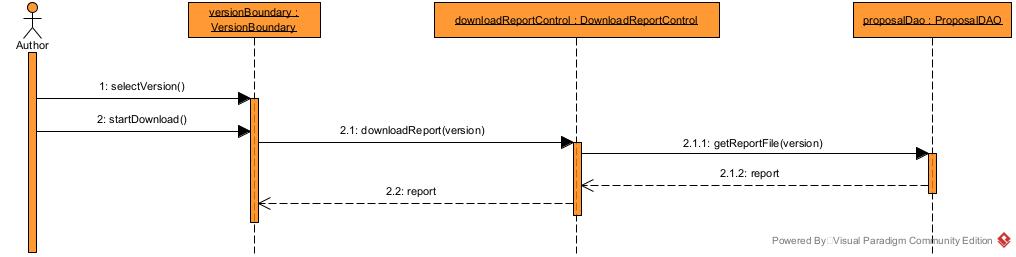 versionBoundary :
VersionBoundary
downloadReportControl : DownloadReportControl
proposalDao : ProposalDAO
Author
1: selectVersion()
2: startDownload()
2.1: downloadReport(version)
2.1.1: getReportFile(version)
2.1.2: report
2.2: report
Powered By Visual Paradigm Community Edition